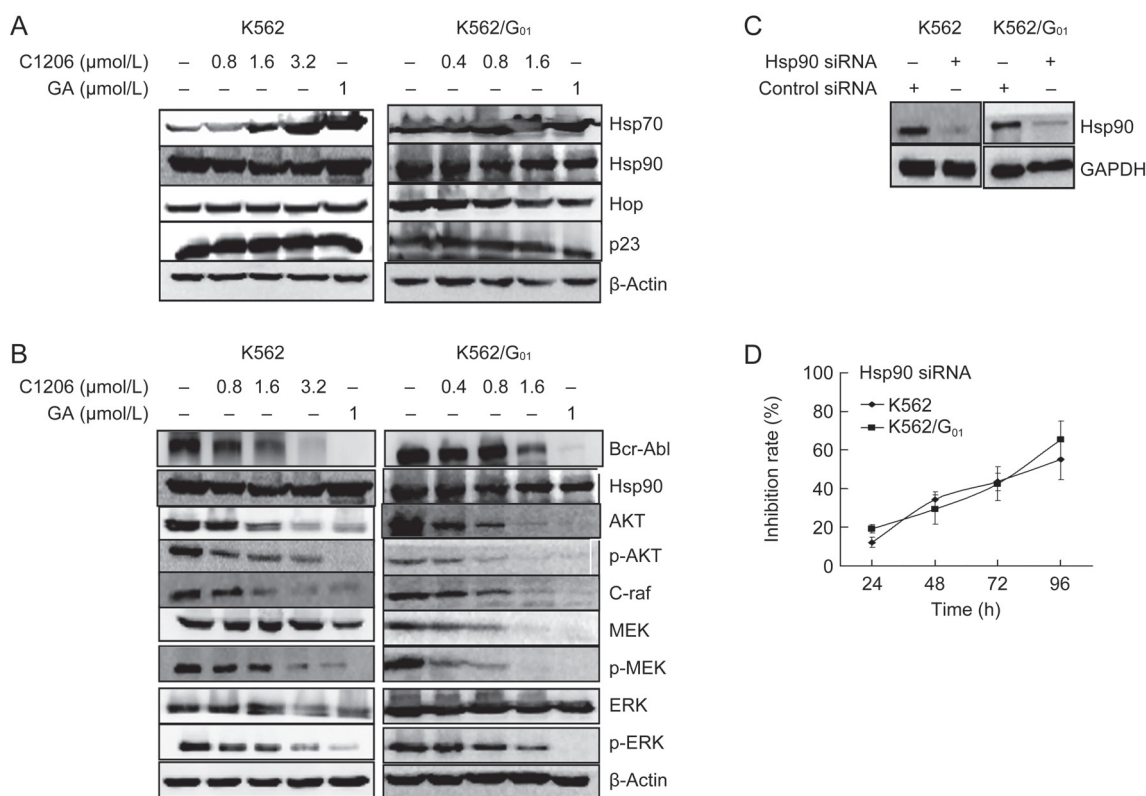 A
K562
K562/G₀₁
C1206 (µmol/L) – 0.8 1.6 3.2 – – 0.4 0.8 1.6 –
GA (µmol/L) – – – – 1 – – – – 1
Hsp70
Hsp90
Hop
p23
β-Actin
B
K562
K562/G₀₁
C1206 (µmol/L) – 0.8 1.6 3.2 – – 0.4 0.8 1.6 –
GA (µmol/L) – – – – 1 – – – – 1
Bcr-Abl
Hsp90
AKT
p-AKT
C-raf
MEK
p-MEK
ERK
p-ERK
β-Actin
C
K562 K562/G₀₁
Hsp90 siRNA – + – +
Control siRNA + – + –
Hsp90
GAPDH
D
Hsp90 siRNA
K562
K562/G₀₁
Inhibition rate (%)
100
80
60
40
20
0
24 48 72 96
Time (h)